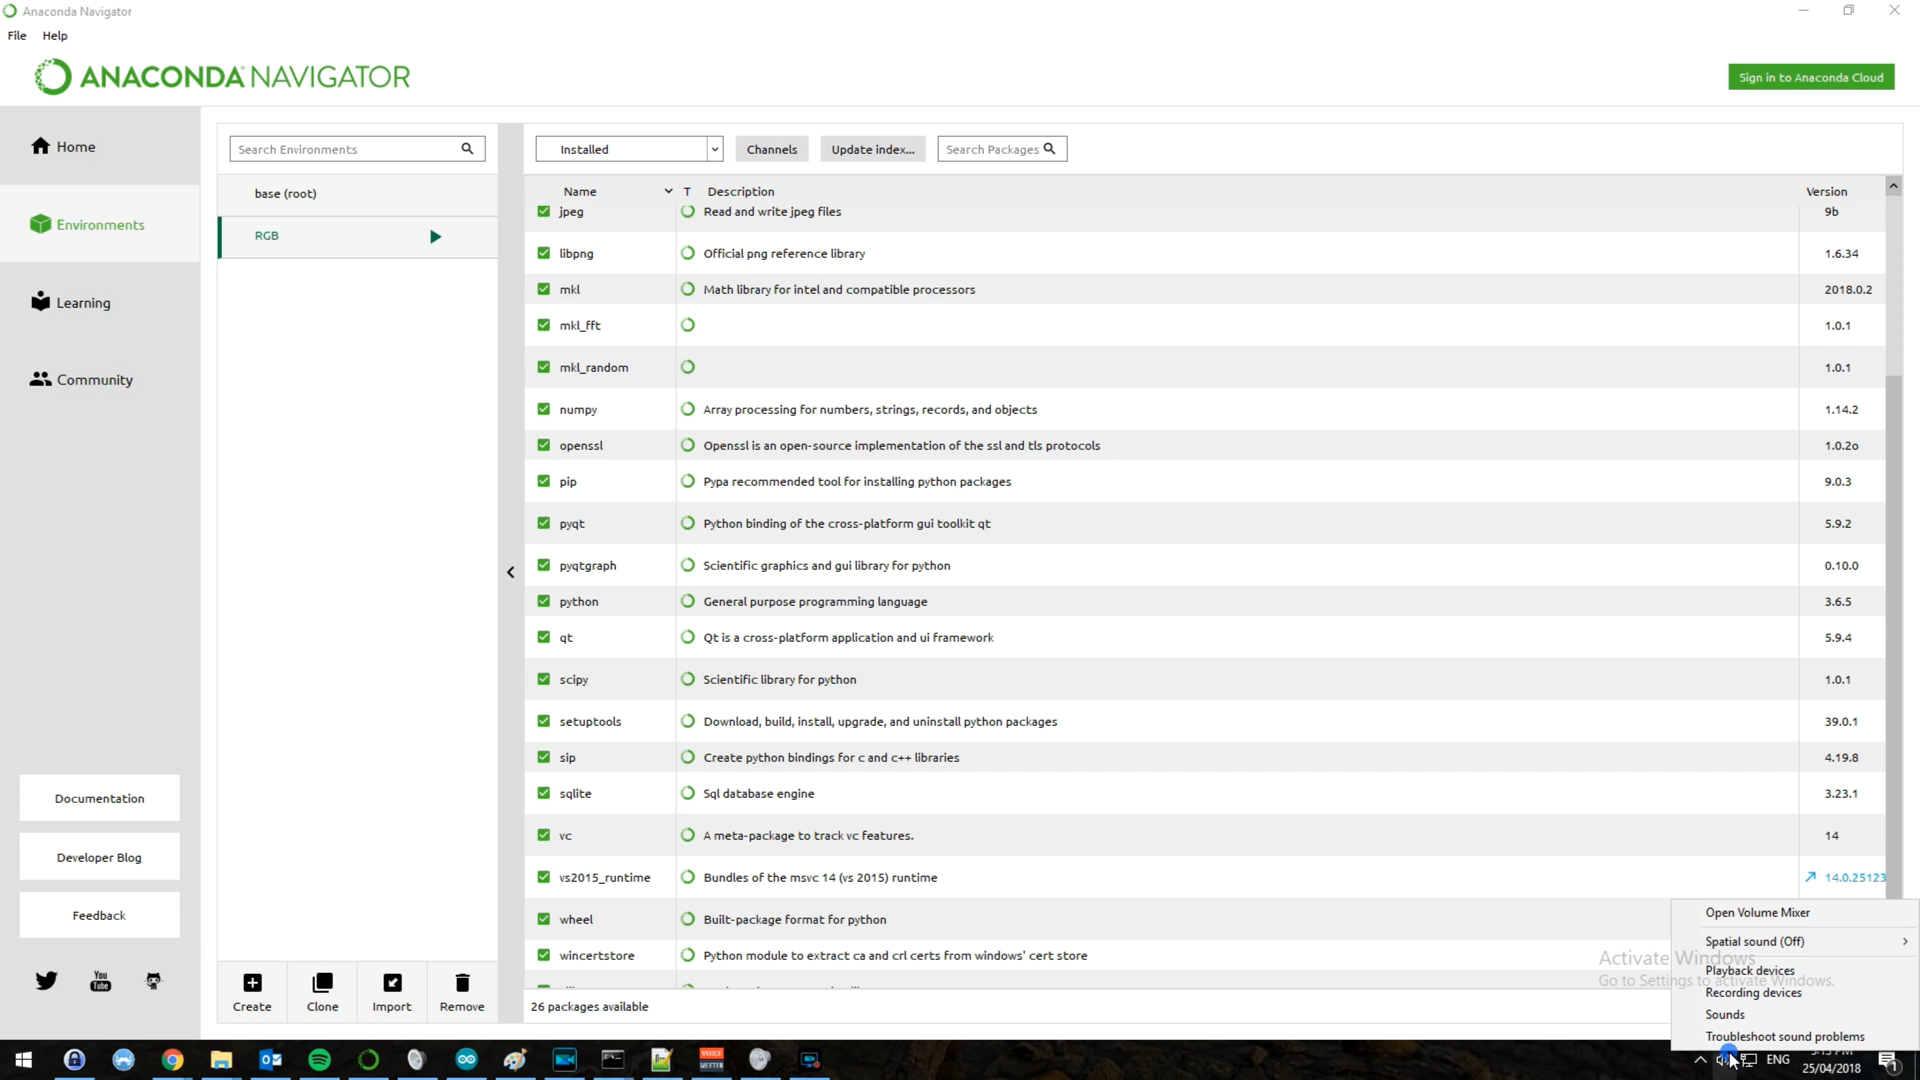 Anaconda Navigator
File Help
ANACONDA NAVIGATOR
Sign in to Anaconda Cloud
Home
Environments
Learning
Community
Documentation
Developer Blog
Feedback
You Tube
Search Environments
base (root)
RGB
Create Clone Import Remove
Installed Channels Update index... Search Packages
Name T Description Version
jpeg Read and write jpeg files 9b
libpng Official png reference library 1.6.34
mkl Math library for intel and compatible processors 2018.0.2
mkl_fft 1.0.1
mkl_random 1.0.1
numpy Array processing for numbers, strings, records, and objects 1.14.2
openssl Openssl is an open-source implementation of the ssl and tls protocols 1.0.2o
pip Pypa recommended tool for installing python packages 9.0.3
pyqt Python binding of the cross-platform gui toolkit qt 5.9.2
pyqtgraph Scientific graphics and gui library for python 0.10.0
python General purpose programming language 3.6.5
qt Qt is a cross-platform application and ui framework 5.9.4
scipy Scientific library for python 1.0.1
setuptools Download, build, install, upgrade, and uninstall python packages 39.0.1
sip Create python bindings for c and c++ libraries 4.19.8
sqlite Sql database engine 3.23.1
vc A meta-package to track vc features. 14
vs2015_runtime Bundles of the msvc 14 (vs 2015) runtime 14.0.25123
wheel Built-package format for python
wincertstore Python module to extract ca and crl certs from windows' cert store
26 packages available
Activate Windows
Go to Settings to activate Windows.
Open Volume Mixer
Spatial sound (Off)
Playback devices
Recording devices
Sounds
Troubleshoot sound problems
VOICE
MEETER
ENG
25/04/2018
1